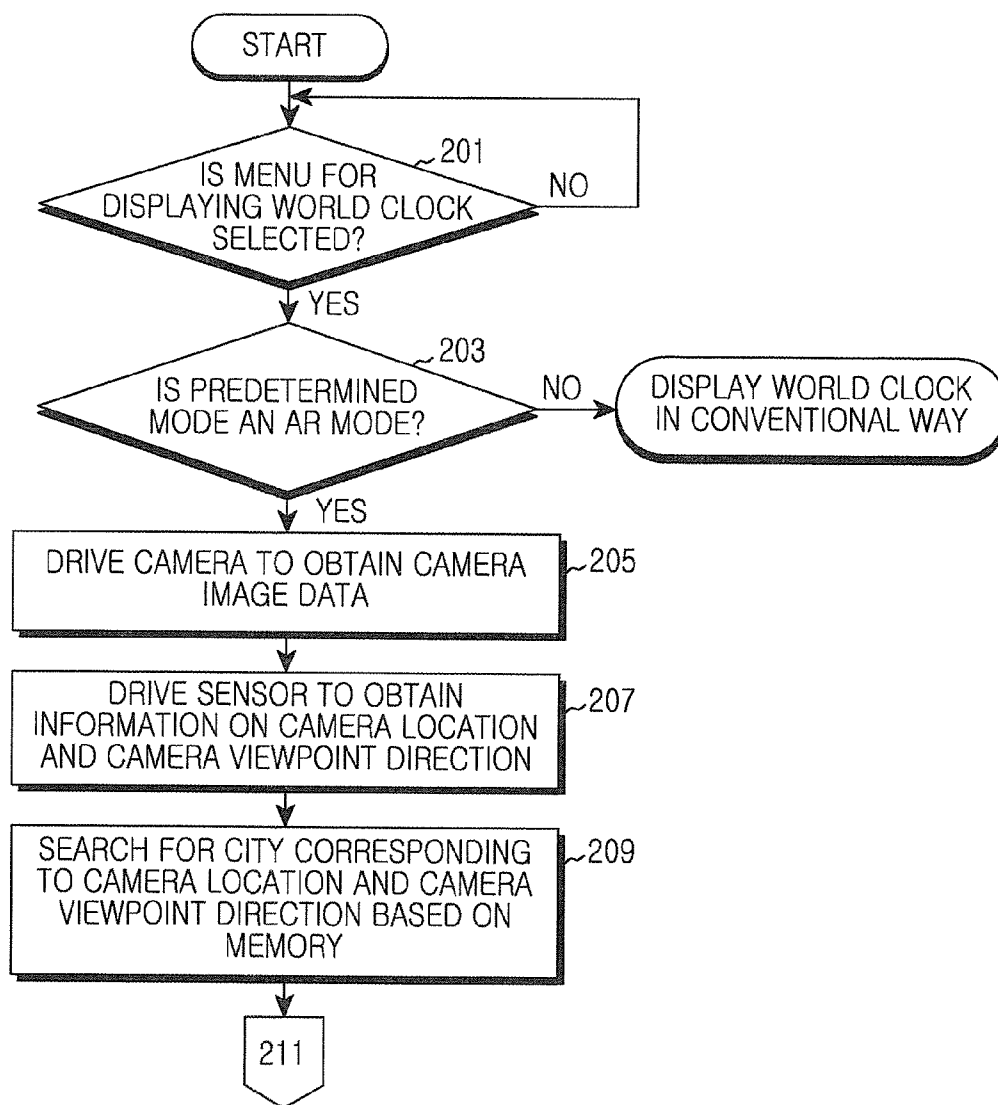 START
201
IS MENU FOR
DISPLAYING WORLD CLOCK
SELECTED?
NO
YES
203
IS PREDETERMINED
MODE AN AR MODE?
NO
DISPLAY WORLD CLOCK
IN CONVENTIONAL WAY
YES
DRIVE CAMERA TO OBTAIN CAMERA
IMAGE DATA
205
DRIVE SENSOR TO OBTAIN
INFORMATION ON CAMERA LOCATION
AND CAMERA VIEWPOINT DIRECTION
207
SEARCH FOR CITY CORRESPONDING
TO CAMERA LOCATION AND CAMERA
VIEWPOINT DIRECTION BASED ON
MEMORY
209
211